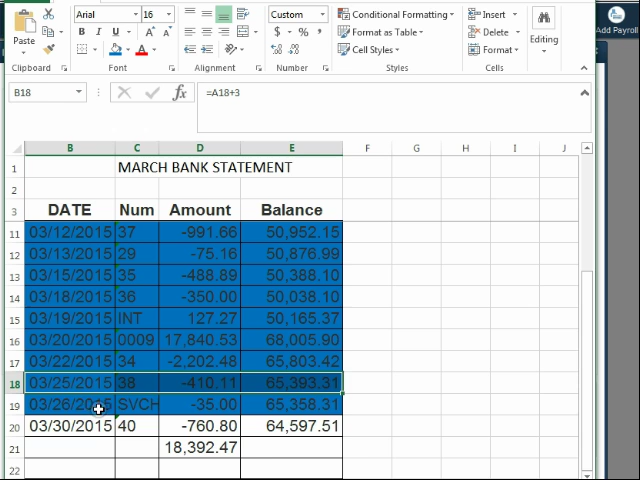 Arial 16
Custom
Conditional Formatting
Insert
Paste
B I U A
$ % ,
Format as Table
Delete
Editing
Add Payroll
Cell Styles
Format
Clipboard Font Alignment Number Styles Cells
B18 fx =A18+3
B C D E F G H I J
1 MARCH BANK STATEMENT
2
3 DATE Num Amount Balance
11 03/12/2015 37 -991.66 50,952.15
12 03/13/2015 29 -75.16 50,876.99
13 03/15/2015 35 -488.89 50,388.10
14 03/18/2015 36 -350.00 50,038.10
15 03/19/2015 INT 127.27 50,165.37
16 03/20/2015 0009 17,840.53 68,005.90
17 03/22/2015 34 -2,202.48 65,803.42
18 03/25/2015 38 -410.11 65,393.31
19 03/26/2015 SVCH -35.00 65,358.31
20 03/30/2015 40 -760.80 64,597.51
21 18,392.47
22